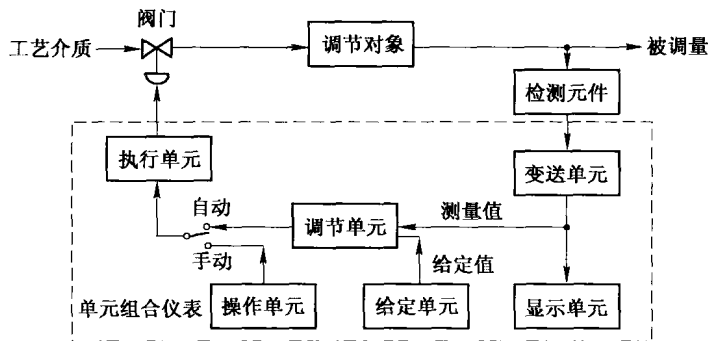 阀门
工艺介质
调节对象
被调量
检测元件
执行单元
变送单元
自动
测量值
调节单元
手动
给定值
单元组合仪表
操作单元
给定单元
显示单元